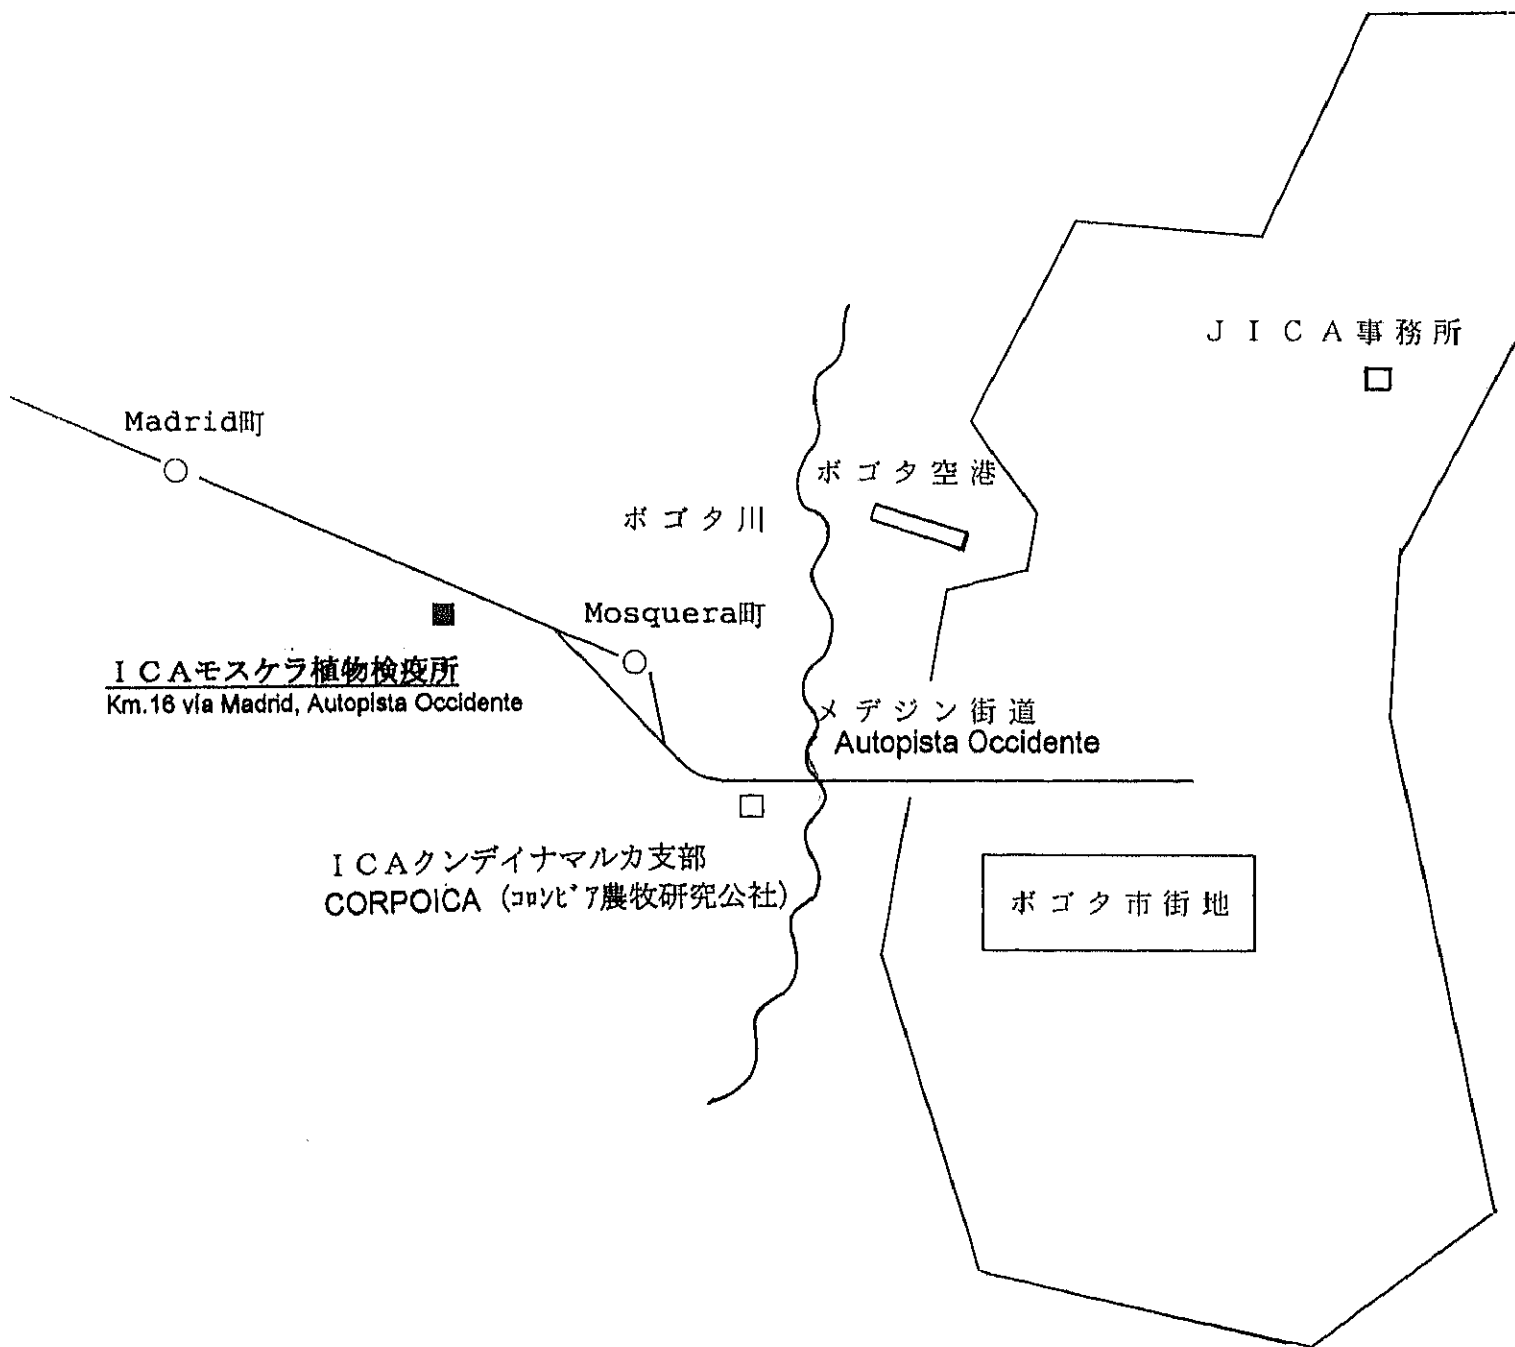 ＪＩＣＡ事務所
Madrid町
ボゴタ空港
ボゴタ川
Mosquera町
ＩＣＡモスケラ植物検疫所
Km.16 vía Madrid, Autopista Occidente
メデジン街道
Autopista Occidente
ＩＣＡクンデイナマルカ支部
CORPOICA（ｺﾛﾝﾋﾞｱ農牧研究公社）
ボゴタ市街地